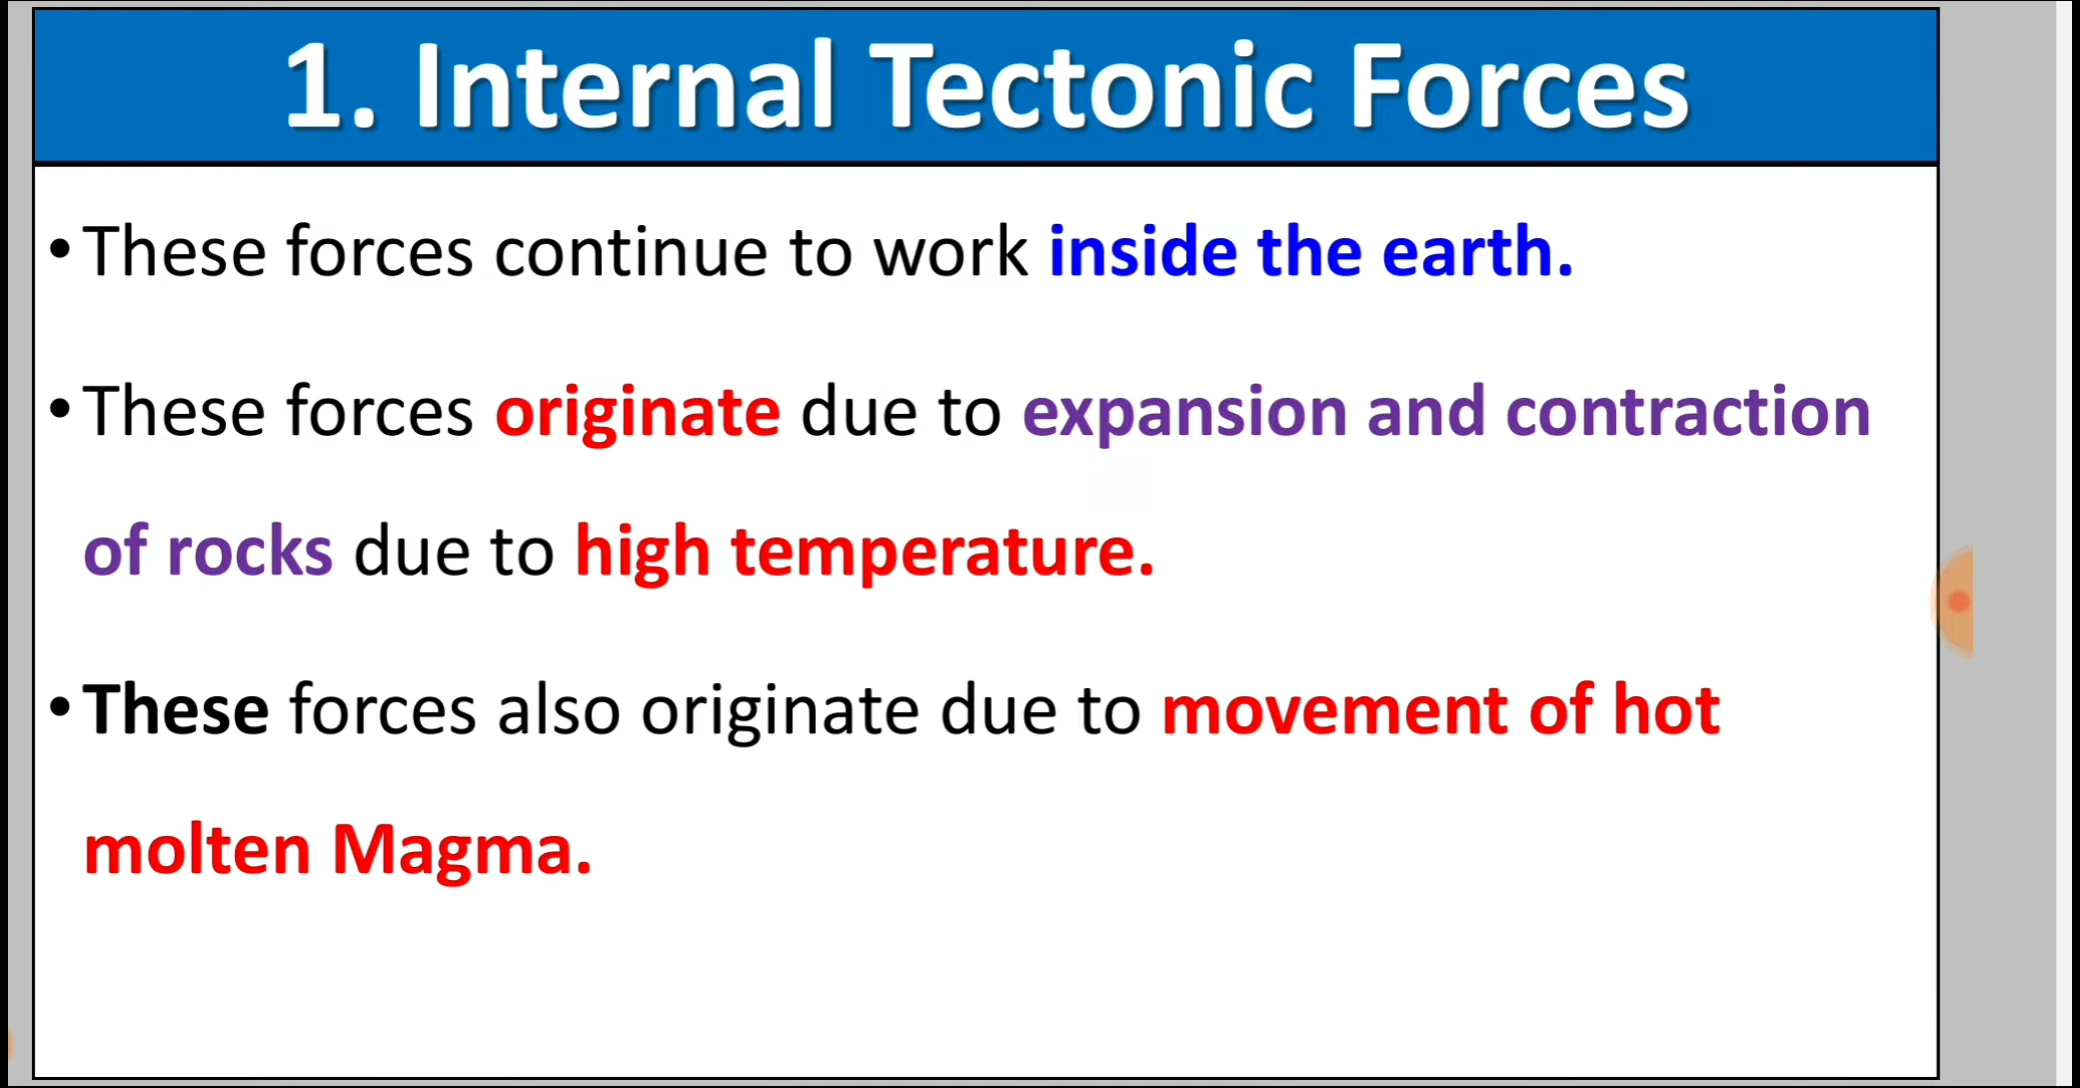 1. Internal Tectonic Forces
• These forces continue to work inside the earth.
• These forces originate due to expansion and contraction
of rocks due to high temperature.
• These forces also originate due to movement of hot
molten Magma.